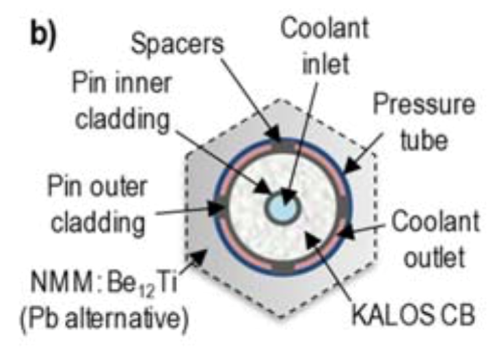 b)
Spacers
Coolant
inlet
Pin inner
cladding
Pressure
tube
Pin outer
cladding
Coolant
outlet
NMM: Be₁₂Ti
(Pb alternative)
KALOS CB